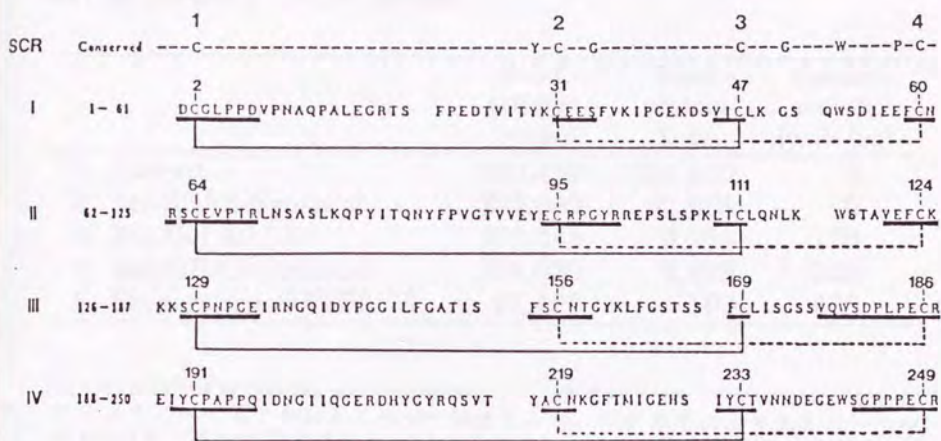 1 2 3 4
SCR Conserved ---C-----------------------------Y-C--G-------------C---G----W----P-C-
2 31 47 60
I 1-61 DCGLPPDVPNAQPALEGRTS FPEDTVITYKCEESFVKIPGEKDSVICLK GS QWSDIEEFCN
64 95 111 124
II 62-125 RSCEVPTRLNSASLKQPYITQNYFPVGTVVEYECRPGYRREPSLSPKLTCLQNLK WSTAVEFCK
129 156 169 186
III 126-187 KKSCPNPGEIRNGQIDYPGGILFGATIS FSCNTGYKLFGSTSS FCLISGSSVQWSDPLPECR
191 219 233 249
IV 188-250 EIYCPAPPQIDNGIIQGERDHYGYRQSVT YACNKGFTMIGEHS IYCTVNNDEGEWSGPPPECR